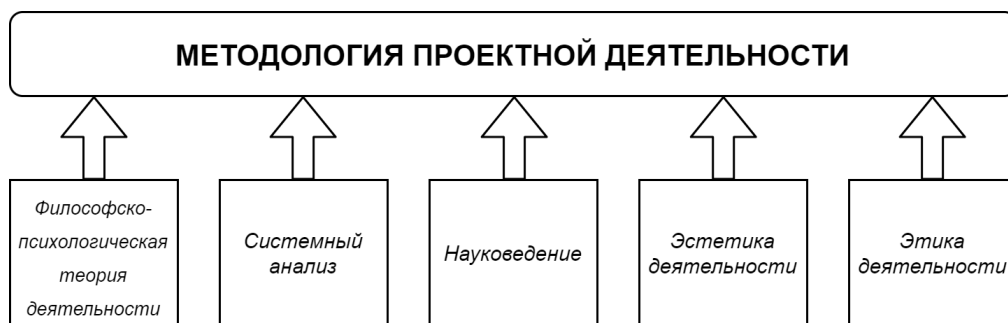 МЕТОДОЛОГИЯ ПРОЕКТНОЙ ДЕЯТЕЛЬНОСТИ
Философско-
психологическая
теория
деятельности
Системный
анализ
Науковедение
Эстетика
деятельности
Этика
деятельности